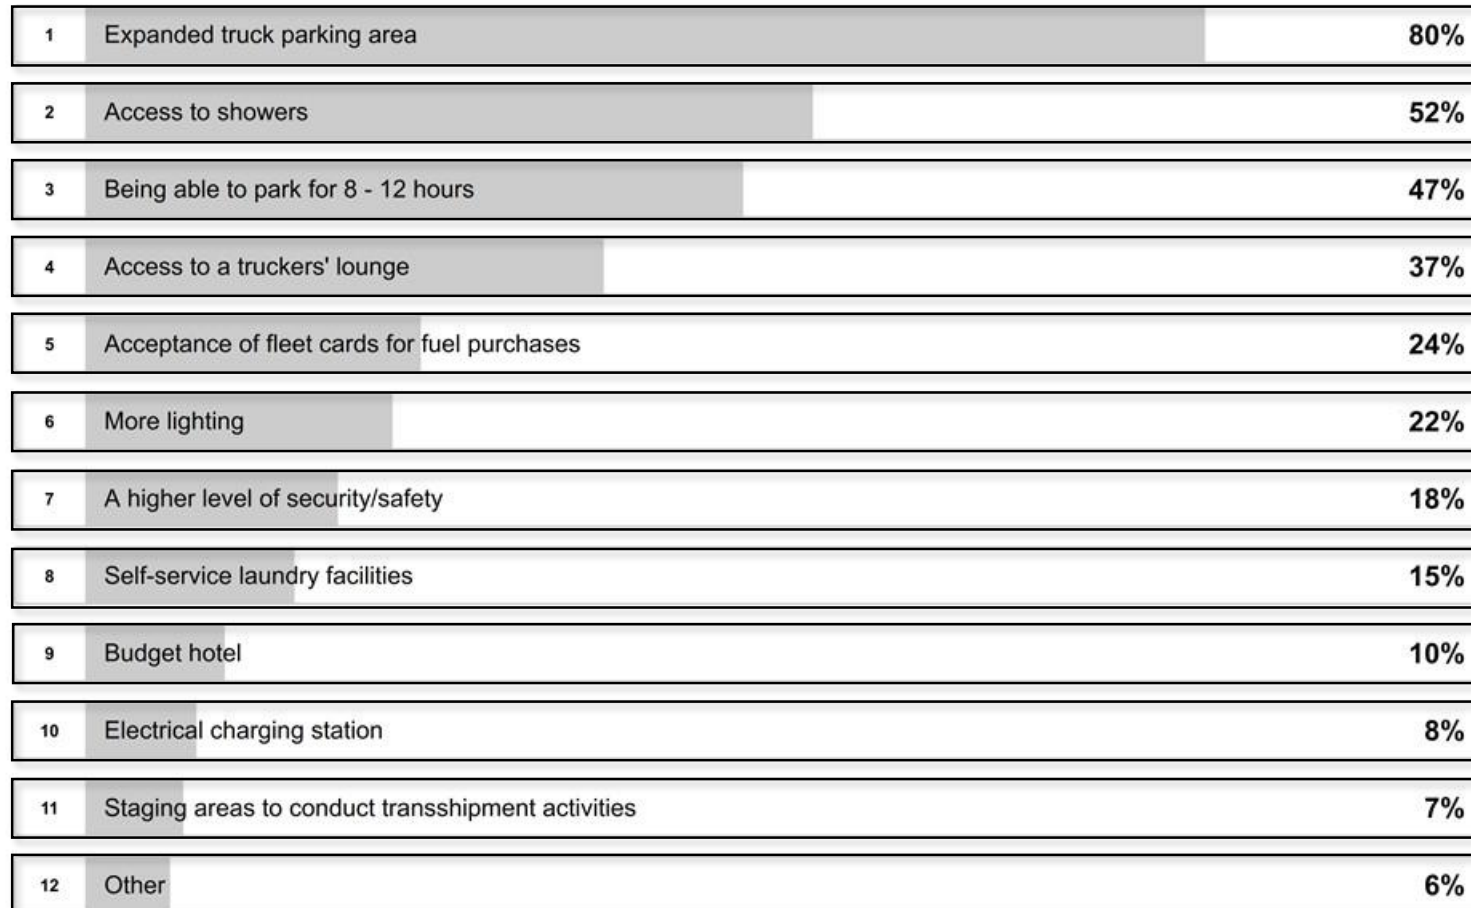 1 Expanded truck parking area 80%
2 Access to showers 52%
3 Being able to park for 8 - 12 hours 47%
4 Access to a truckers' lounge 37%
5 Acceptance of fleet cards for fuel purchases 24%
6 More lighting 22%
7 A higher level of security/safety 18%
8 Self-service laundry facilities 15%
9 Budget hotel 10%
10 Electrical charging station 8%
11 Staging areas to conduct transshipment activities 7%
12 Other 6%